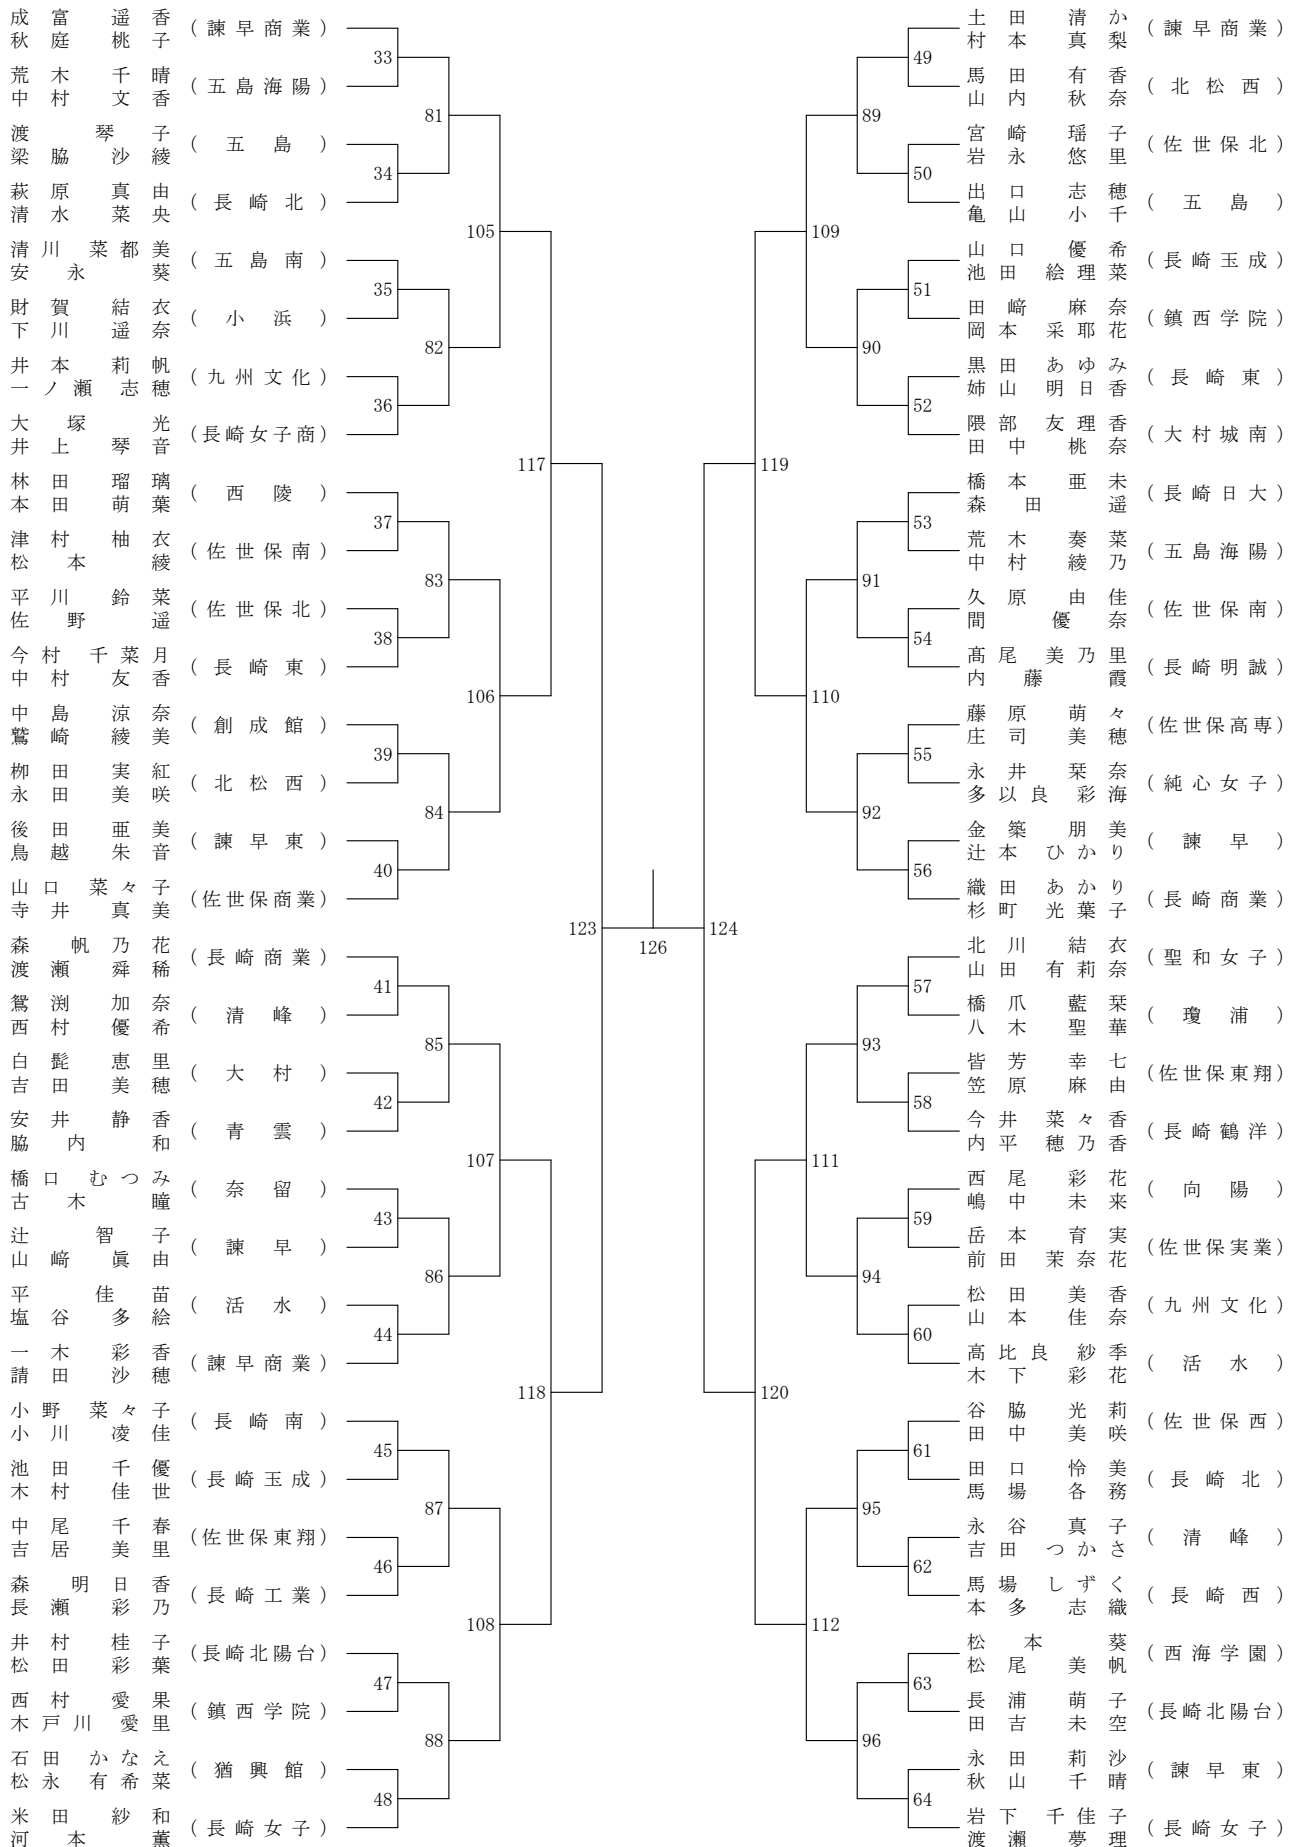 成富 遥香
秋庭 桃子
(諫早商業)
33
荒木 千晴
中村 文香
(五島海陽)
81
渡 琴子
梁脇 沙綾
(五島)
34
萩原 真由
清水 菜央
(長崎北)
105
清川 菜都美
安永 葵
(五島南)
35
財賀 結衣
下川 遥奈
(小浜)
82
井本 莉帆
一ノ瀬 志穂
(九州文化)
36
大塚 光
井上 琴音
(長崎女子商)
117
林田 瑠璃
本田 萌葉
(西陵)
37
津村 柚衣
松本 綾
(佐世保南)
83
平川 鈴菜
佐野 遥
(佐世保北)
38
今村 千菜月
中村 友香
(長崎東)
106
中島 涼奈
鷲崎 綾美
(創成館)
39
栁田 実紅
永田 美咲
(北松西)
84
後田 亜美
鳥越 朱音
(諫早東)
40
山口 菜々子
寺井 真美
(佐世保商業)
123
森 帆乃花
渡瀬 舜稀
(長崎商業)
41
鴛渕 加奈
西村 優希
(清峰)
85
白髭 恵里
吉田 美穂
(大村)
42
安井 静香
脇内 和
(青雲)
107
橋口 むつみ
古木 瞳
(奈留)
43
辻 智子
山﨑 眞由
(諫早)
86
平 佳苗
塩谷 多絵
(活水)
44
一木 彩香
請田 沙穂
(諫早商業)
118
小野 菜々子
小川 凌佳
(長崎南)
45
池田 千優
木村 佳世
(長崎玉成)
87
中尾 千春
吉居 美里
(佐世保東翔)
46
森 明日香
長瀬 彩乃
(長崎工業)
108
井村 桂子
松田 彩葉
(長崎北陽台)
47
西村 愛果
木戸川 愛里
(鎮西学院)
88
石田 かなえ
松永 有希菜
(猶興館)
48
米田 紗和
河本 薫
(長崎女子)
126
土田 清か
村本 真梨
(諫早商業)
49
馬田 有香
山内 秋奈
(北松西)
89
宮崎 瑶子
岩永 悠里
(佐世保北)
50
出口 志穂
亀山 小千
(五島)
109
山口 優希
池田 絵理菜
(長崎玉成)
51
田﨑 麻奈
岡本 采耶花
(鎮西学院)
90
黒田 あゆみ
姉山 明日香
(長崎東)
52
隈部 友理香
田中 桃奈
(大村城南)
119
橋本 亜未
森田 遥
(長崎日大)
53
荒木 奏菜
中村 綾乃
(五島海陽)
91
久原 由佳
間 優奈
(佐世保南)
54
髙尾 美乃里
内藤 霞
(長崎明誠)
110
藤原 萌々
庄司 美穂
(佐世保高専)
55
永井 栞奈
多以良 彩海
(純心女子)
92
金築 朋美
辻本 ひかり
(諫早)
56
織田 あかり
杉町 光葉子
(長崎商業)
124
北川 結衣
山田 有莉奈
(聖和女子)
57
橋爪 藍栞
八木 聖華
(瓊浦)
93
皆芳 幸七
笠原 麻由
(佐世保東翔)
58
今井 菜々香
内平 穂乃香
(長崎鶴洋)
111
西尾 彩花
嶋中 未来
(向陽)
59
岳本 育実
前田 茉奈花
(佐世保実業)
94
松田 美香
山本 佳奈
(九州文化)
60
高比良 紗季
木下 彩花
(活水)
120
谷脇 光莉
田中 美咲
(佐世保西)
61
田口 怜美
馬場 各務
(長崎北)
95
永谷 真子
吉田 つかさ
(清峰)
62
馬場 しずく
本多 志織
(長崎西)
112
松本 葵
松尾 美帆
(西海学園)
63
長浦 萌子
田吉 未空
(長崎北陽台)
96
永田 莉沙
秋山 千晴
(諫早東)
64
岩下 千佳子
渡瀬 夢理
(長崎女子)